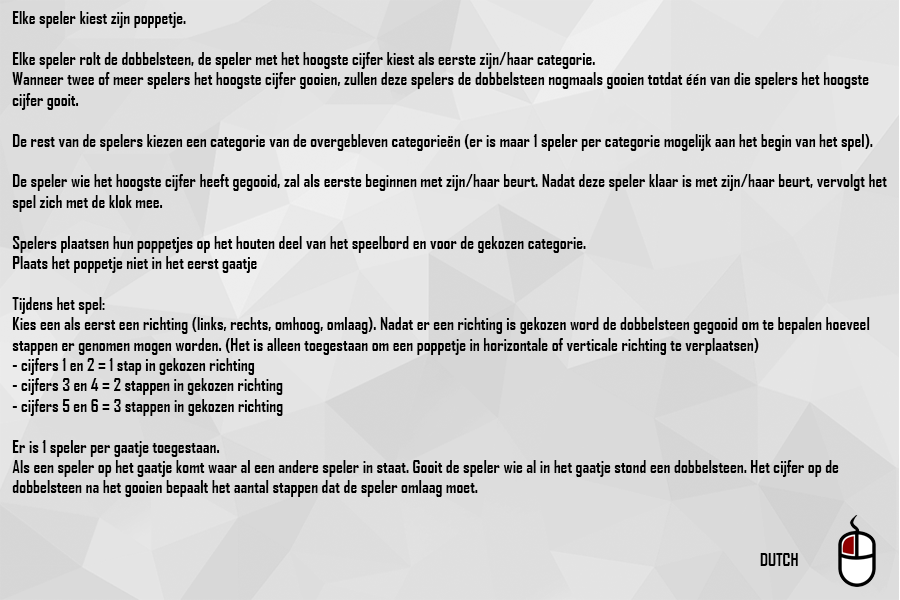 Elke speler kiest zijn poppetje.
Elke speler rolt de dobbelsteen, de speler met het hoogste cijfer kiest als eerste zijn/haar categorie.
Wanneer twee of meer spelers het hoogste cijfer gooien, zullen deze spelers de dobbelsteen nogmaals gooien totdat één van die spelers het hoogste
cijfer gooit.
De rest van de spelers kiezen een categorie van de overgebleven categorieën (er is maar 1 speler per categorie mogelijk aan het begin van het spel).
De speler wie het hoogste cijfer heeft gegooid, zal als eerste beginnen met zijn/haar beurt. Nadat deze speler klaar is met zijn/haar beurt, vervolgt het
spel zich met de klok mee.
Spelers plaatsen hun poppetjes op het houten deel van het speelbord en voor de gekozen categorie.
Plaats het poppetje niet in het eerst gaatje
Tijdens het spel:
Kies een als eerst een richting (links, rechts, omhoog, omlaag). Nadat er een richting is gekozen word de dobbelsteen gegooid om te bepalen hoeveel
stappen er genomen mogen worden. (Het is alleen toegestaan om een poppetje in horizontale of verticale richting te verplaatsen)
- cijfers 1 en 2 = 1 stap in gekozen richting
- cijfers 3 en 4 = 2 stappen in gekozen richting
- cijfers 5 en 6 = 3 stappen in gekozen richting
Er is 1 speler per gaatje toegestaan.
Als een speler op het gaatje komt waar al een andere speler in staat. Gooit de speler wie al in het gaatje stond een dobbelsteen. Het cijfer op de
dobbelsteen na het gooien bepaalt het aantal stappen dat de speler omlaag moet.
DUTCH